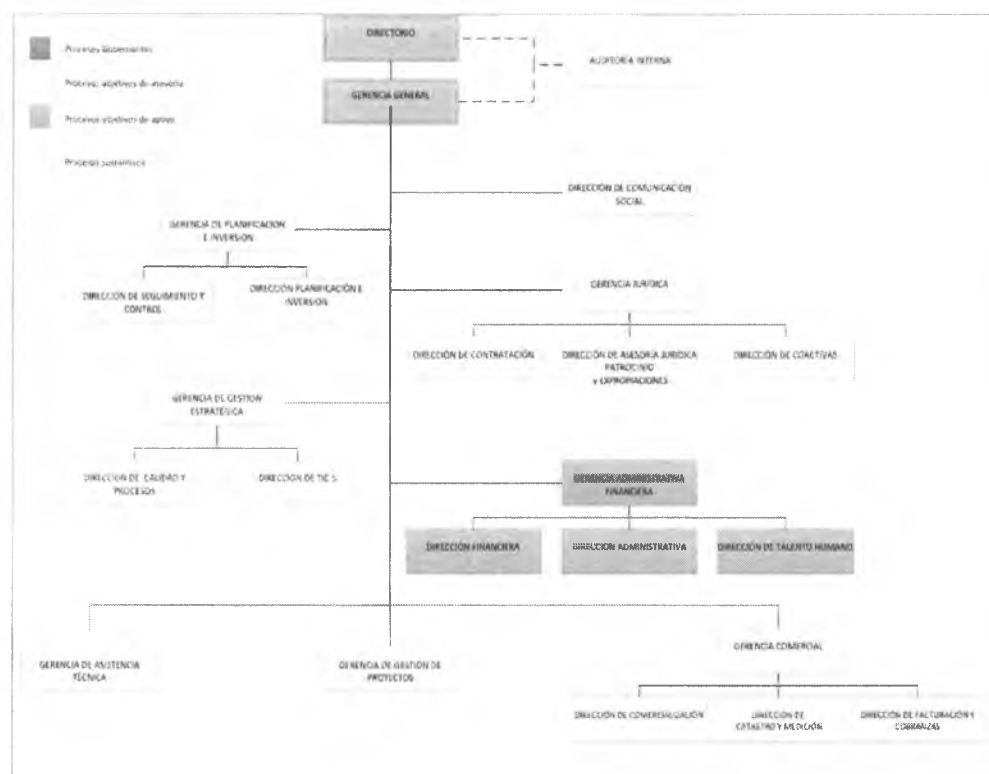 DIRECTORIO
AUDITORIA INTERNA
GERENCIA GENERAL
Procesos Gobernantes
Procesos adjetivos de asesoría
Procesos adjetivos de apoyo
Procesos sustantivos
DIRECCIÓN DE COMUNICACIÓN
SOCIAL
GERENCIA DE PLANIFICACION
E INVERSION
DIRECCIÓN DE SEGUIMIENTO Y
CONTROL
DIRECCIÓN PLANIFICACIÓN E
INVERSION
GERENCIA JURÍDICA
DIRECCIÓN DE CONTRATACIÓN
DIRECCIÓN DE ASESORÍA JURIDICA
PATROCINIO
y EXPROPIACIONES
DIRECCIÓN DE COACTIVAS
GERENCIA DE GESTION
ESTRATÉGICA
DIRECCION DE CALIDAD Y
PROCESOS
DIRECCION DE TIC S
GERENCIA ADMINISTRATIVA
FINANCIERA
DIRECCIÓN FINANCIERA
DIRECCION ADMINISTRATIVA
DIRECCIÓN DE TALENTO HUMANO
GERENCIA DE ASISTENCIA
TÉCNICA
GERENCIA DE GESTIÓN DE
PROYECTOS
GERENCIA COMERCIAL
DIRECCIÓN DE COMERCIALIZACIÓN
DIRECCIÓN DE
CATASTRO Y MEDICIÓN
DIRECCIÓN DE FACTURACIÓN Y
COBRANZAS